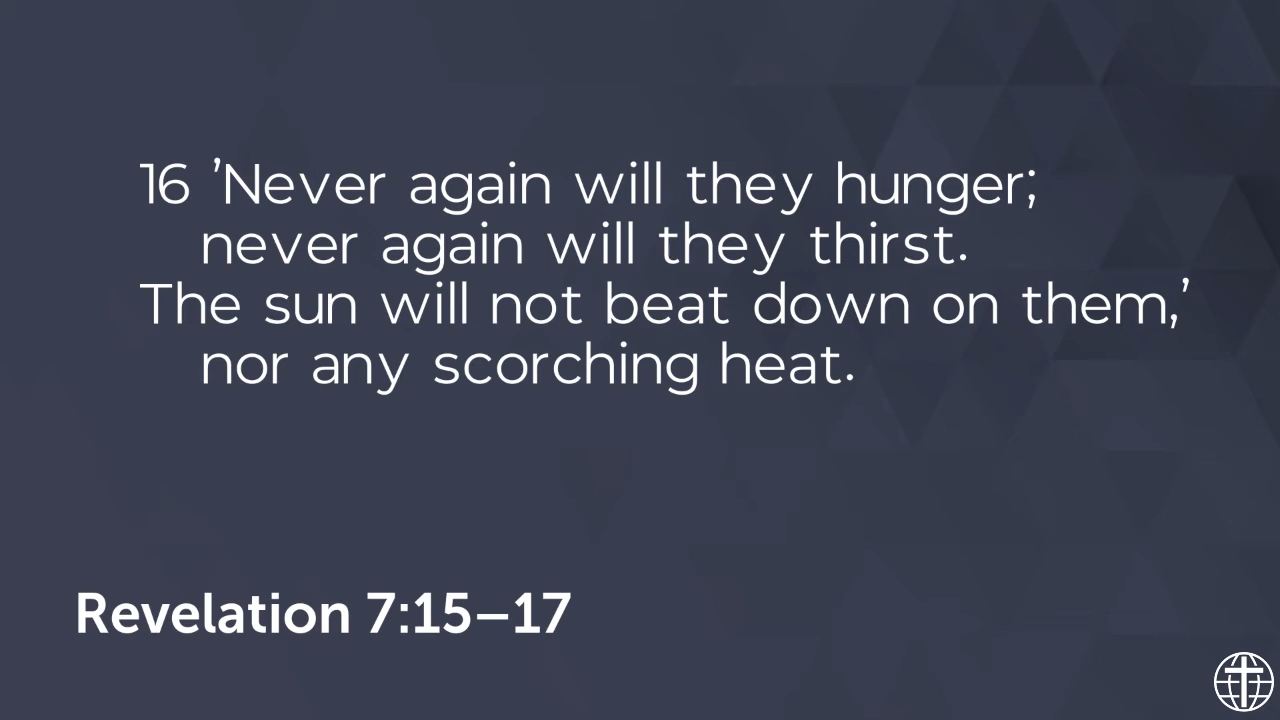 16 ’Never again will they hunger;
never again will they thirst.
The sun will not beat down on them,’
nor any scorching heat.
Revelation 7:15–17